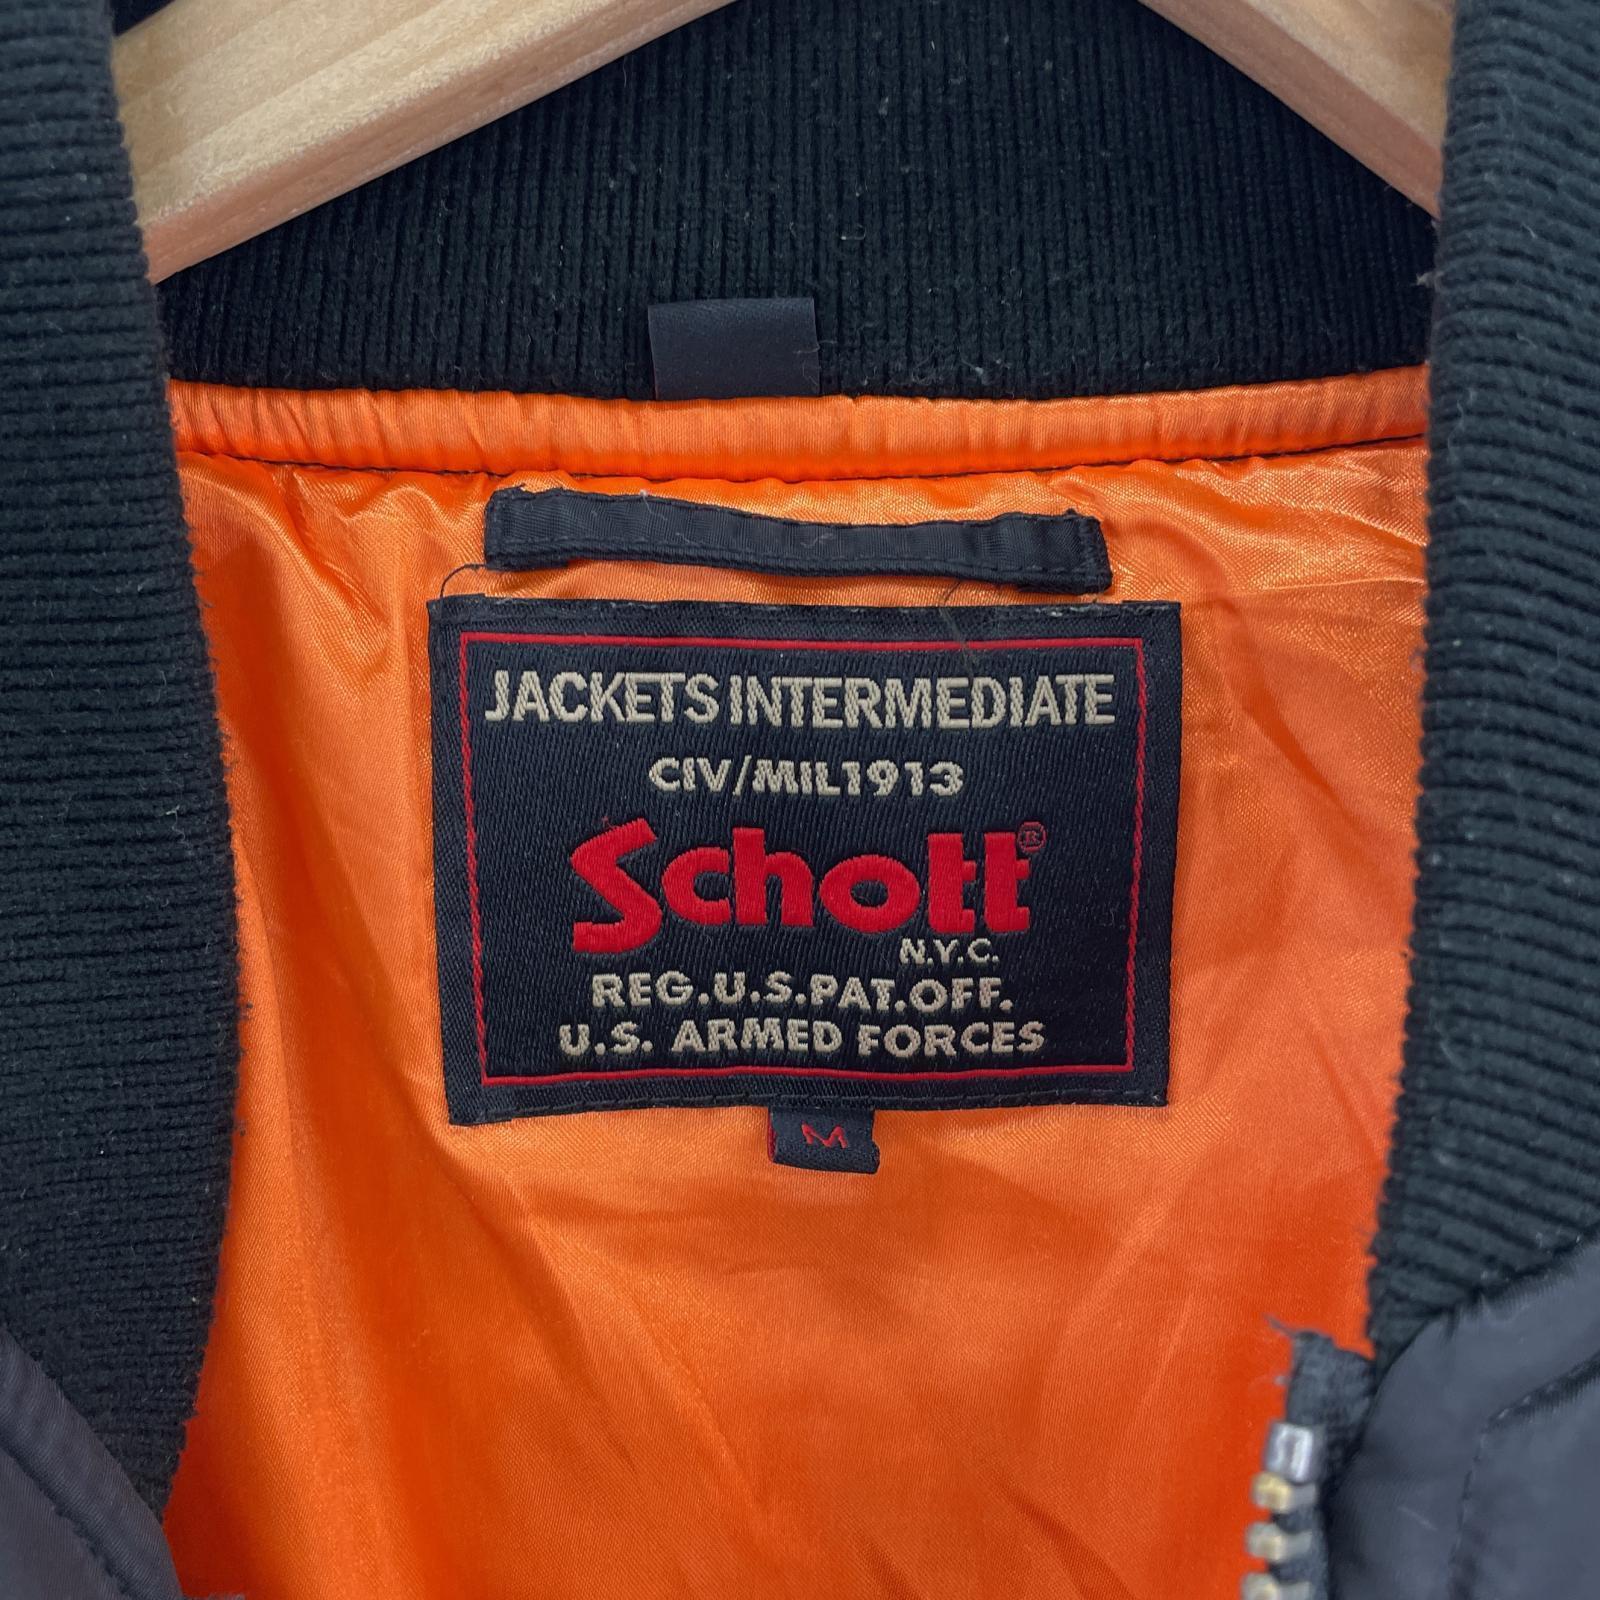 JACKETS INTERMEDIATE
CIV/MIL1913
Schott®
N.Y.C.
REG.U.S.PAT.OFF.
U.S. ARMED FORCES
M